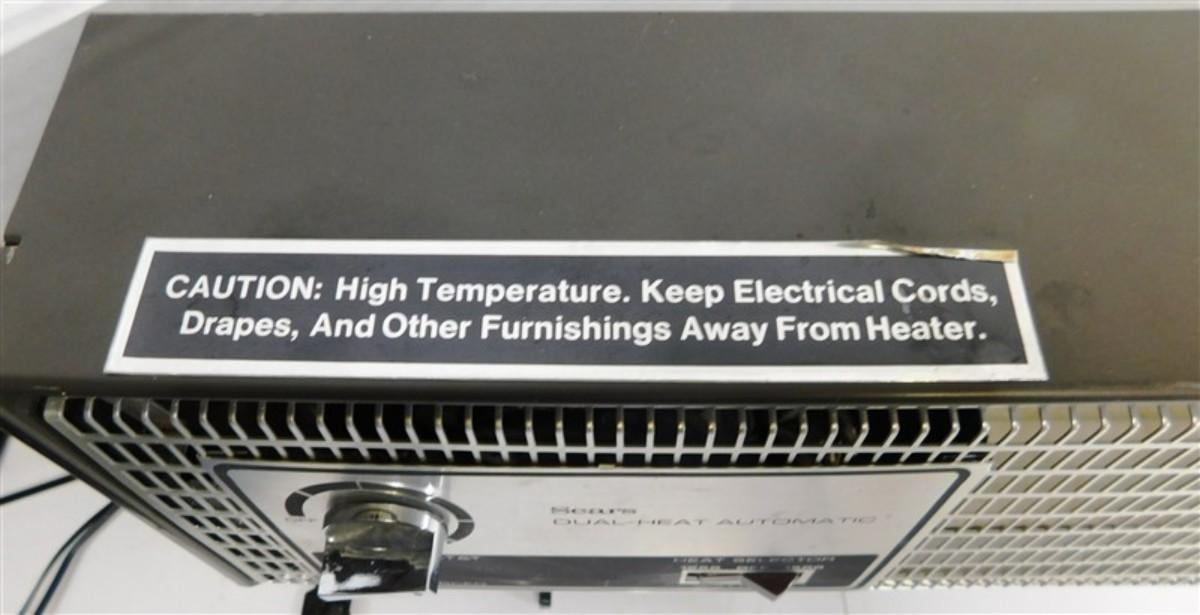 CAUTION: High Temperature. Keep Electrical Cords,
Drapes, And Other Furnishings Away From Heater.
OFF
Sears
DUAL-HEAT AUTOMATIC
HEAT SELECTOR